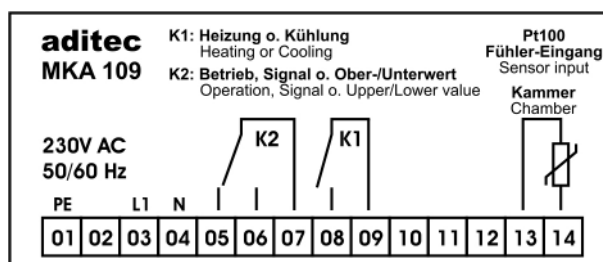 aditec
MKA 109
K1: Heizung o. Kühlung
Heating or Cooling
K2: Betrieb, Signal o. Ober-/Unterwert
Operation, Signal o. Upper/Lower value
Pt100
Fühler-Eingang
Sensor input
Kammer
Chamber
230V AC
50/60 Hz
K2
K1
PE L1 N
01 02 03 04 05 06 07 08 09 10 11 12 13 14